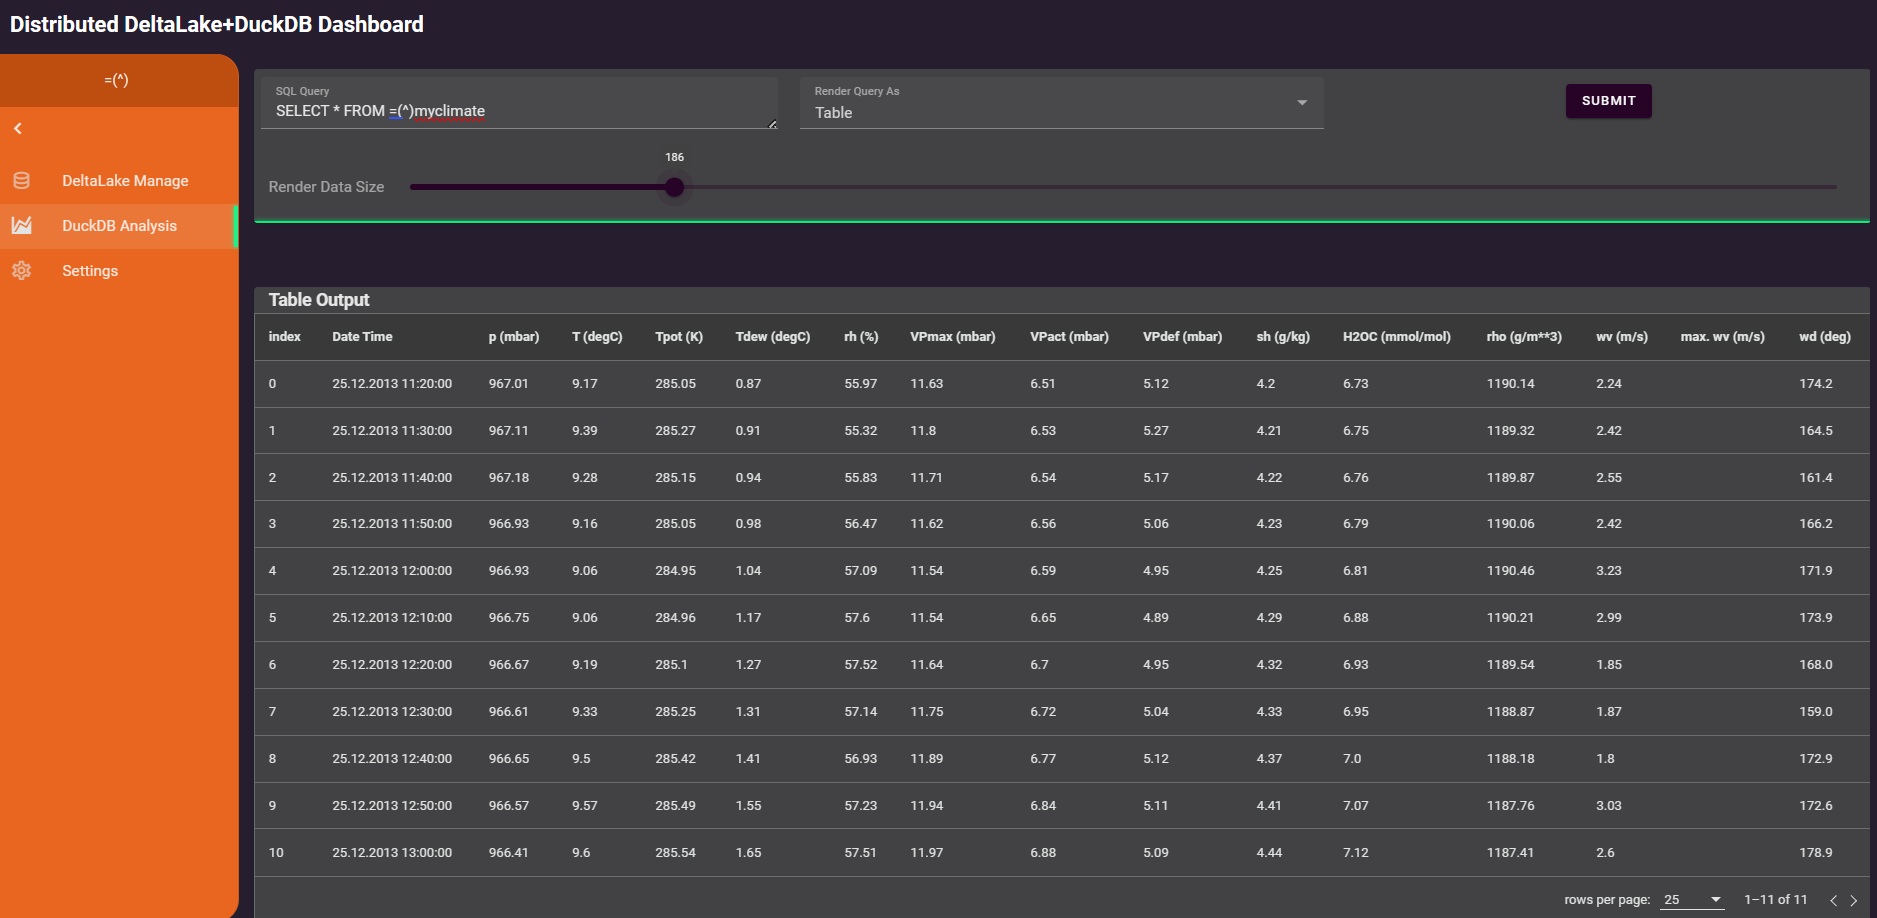 Distributed DeltaLake+DuckDB Dashboard
=(^)
DeltaLake Manage
DuckDB Analysis
Settings
SQL Query
SELECT * FROM =(^)myclimate
Render Query As
Table
SUBMIT
186
Render Data Size
Table Output
index Date Time p (mbar) T (degC) Tpot (K) Tdew (degC) rh (%) VPmax (mbar) VPact (mbar) VPdef (mbar) sh (g/kg) H2OC (mmol/mol) rho (g/m**3) wv (m/s) max. wv (m/s) wd (deg)
0 25.12.2013 11:20:00 967.01 9.17 285.05 0.87 55.97 11.63 6.51 5.12 4.2 6.73 1190.14 2.24 174.2
1 25.12.2013 11:30:00 967.11 9.39 285.27 0.91 55.32 11.8 6.53 5.27 4.21 6.75 1189.32 2.42 164.5
2 25.12.2013 11:40:00 967.18 9.28 285.15 0.94 55.83 11.71 6.54 5.17 4.22 6.76 1189.87 2.55 161.4
3 25.12.2013 11:50:00 966.93 9.16 285.05 0.98 56.47 11.62 6.56 5.06 4.23 6.79 1190.06 2.42 166.2
4 25.12.2013 12:00:00 966.93 9.06 284.95 1.04 57.09 11.54 6.59 4.95 4.25 6.81 1190.46 3.23 171.9
5 25.12.2013 12:10:00 966.75 9.06 284.96 1.17 57.6 11.54 6.65 4.89 4.29 6.88 1190.21 2.99 173.9
6 25.12.2013 12:20:00 966.67 9.19 285.1 1.27 57.52 11.64 6.7 4.95 4.32 6.93 1189.54 1.85 168.0
7 25.12.2013 12:30:00 966.61 9.33 285.25 1.31 57.14 11.75 6.72 5.04 4.33 6.95 1188.87 1.87 159.0
8 25.12.2013 12:40:00 966.65 9.5 285.42 1.41 56.93 11.89 6.77 5.12 4.37 7.0 1188.18 1.8 172.9
9 25.12.2013 12:50:00 966.57 9.57 285.49 1.55 57.23 11.94 6.84 5.11 4.41 7.07 1187.76 3.03 172.6
10 25.12.2013 13:00:00 966.41 9.6 285.54 1.65 57.51 11.97 6.88 5.09 4.44 7.12 1187.41 2.6 178.9
rows per page: 25 1–11 of 11